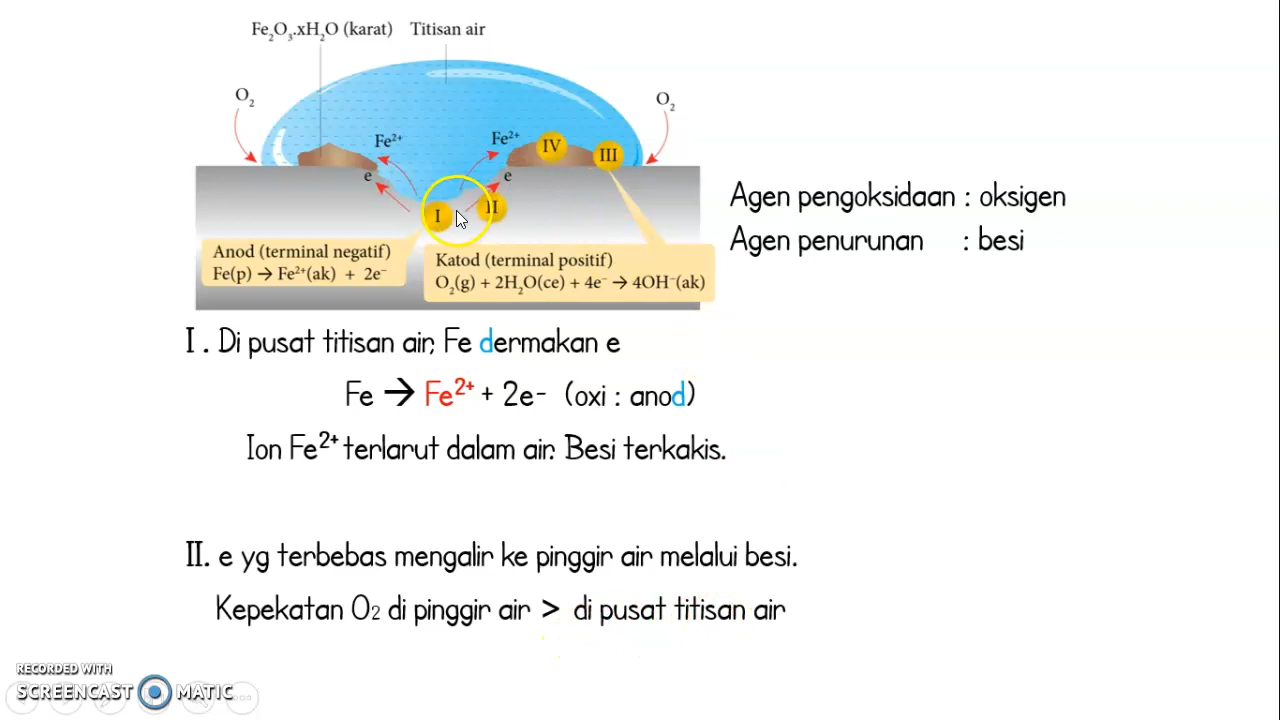 Fe₂O₃.xH₂O (karat) Titisan air
O₂
O₂
Fe²⁺
Fe²⁺
IV
III
e
e
I
II
Anod (terminal negatif)
Fe(p) → Fe²⁺(ak) + 2e⁻
Katod (terminal positif)
O₂(g) + 2H₂O(ce) + 4e⁻ → 4OH⁻(ak)
Agen pengoksidaan : oksigen
Agen penurunan : besi
I . Di pusat titisan air, Fe dermakan e
Fe → Fe²⁺ + 2e- (oxi : anod)
Ion Fe²⁺ terlarut dalam air. Besi terkakis.
II. e yg terbebas mengalir ke pinggir air melalui besi.
Kepekatan O₂ di pinggir air > di pusat titisan air
RECORDED WITH
SCREENCAST MATIC